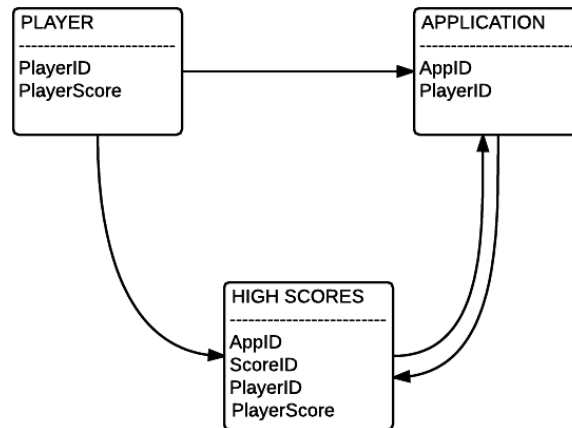 PLAYER
--------------------------
PlayerID
PlayerScore
APPLICATION
--------------------------
AppID
PlayerID
HIGH SCORES
--------------------------
AppID
ScoreID
PlayerID
PlayerScore